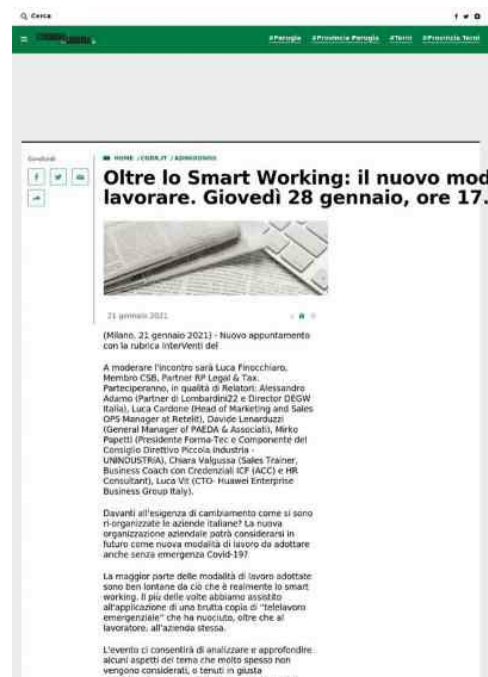 Cerca
#Perugia #Provincia Perugia #Terni #Provincia Terni
Condividi
HOME / CORR.IT / ADNKRONOS
Oltre lo Smart Working: il nuovo mod
lavorare. Giovedì 28 gennaio, ore 17.
21 gennaio 2021
(Milano, 21 gennaio 2021) - Nuovo appuntamento
con la rubrica InterVenti del
A moderare l'incontro sarà Luca Finocchiaro,
Membro CSB, Partner RP Legal & Tax.
Parteciperanno, in qualità di Relatori: Alessandro
Adamo (Partner di Lombardini22 e Director DEGW
Italia), Luca Cardone (Head of Marketing and Sales
OPS Manager at Retelit), Davide Lenarduzzi
(General Manager of PAEDA & Associati), Mirko
Papetti (Presidente Forma-Tec e Componente del
Consiglio Direttivo Piccola Industria -
UNINDUSTRIA), Chiara Valgussa (Sales Trainer,
Business Coach con Credenziali ICF (ACC) e HR
Consultant), Luca Vit (CTO- Huawei Enterprise
Business Group Italy).
Davanti all'esigenza di cambiamento come si sono
ri-organizzate le aziende italiane? La nuova
organizzazione aziendale potrà considerarsi in
futuro come nuova modalità di lavoro da adottare
anche senza emergenza Covid-19?
La maggior parte delle modalità di lavoro adottate
sono ben lontane da ciò che è realmente lo smart
working. Il più delle volte abbiamo assistito
all'applicazione di una brutta copia di "telelavoro
emergenziale" che ha nuociuto, oltre che al
lavoratore, all'azienda stessa.
L'evento ci consentirà di analizzare e approfondire
alcuni aspetti del tema che molto spesso non
vengono considerati, o tenuti in giusta